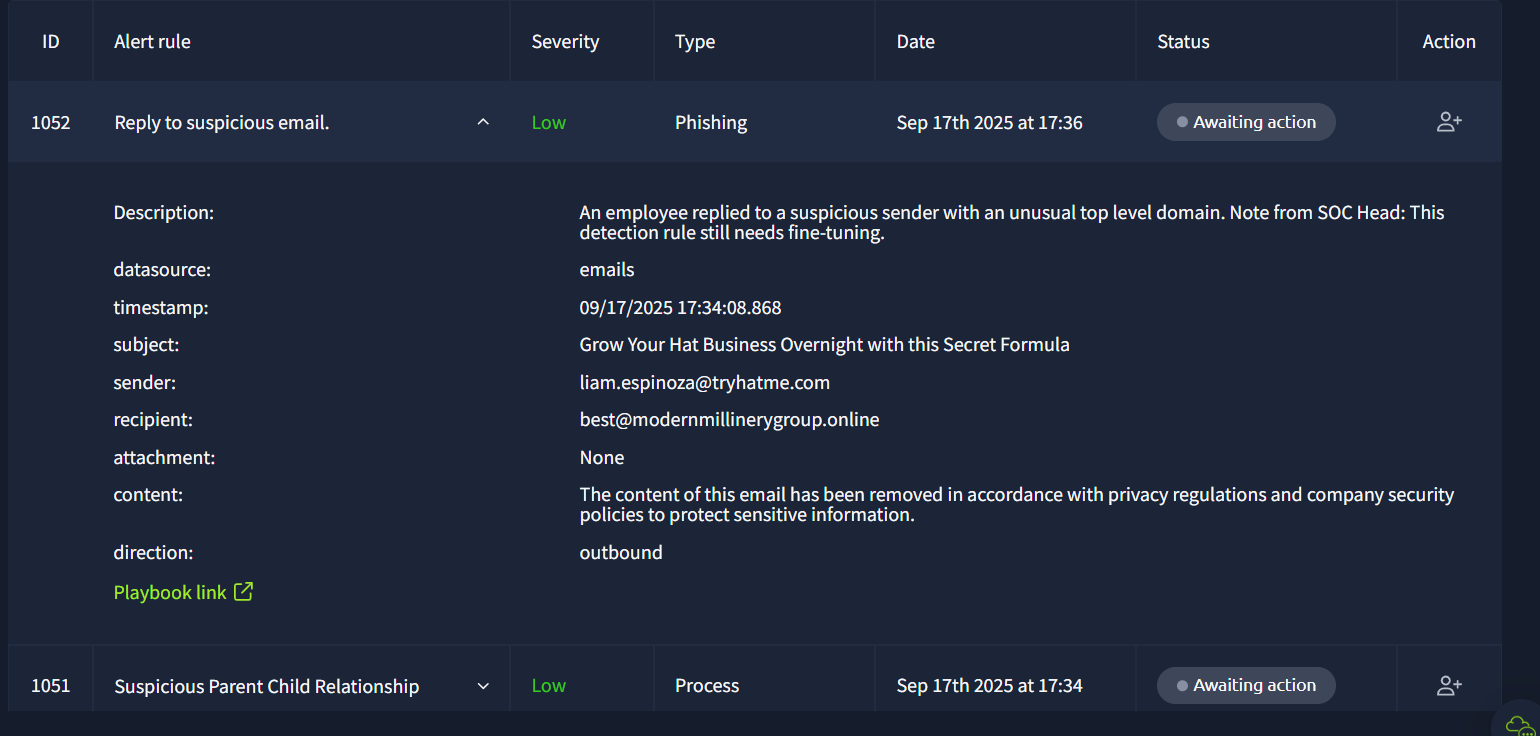 ID Alert rule Severity Type Date Status Action
1052 Reply to suspicious email. Low Phishing Sep 17th 2025 at 17:36 Awaiting action
Description: An employee replied to a suspicious sender with an unusual top level domain. Note from SOC Head: This
detection rule still needs fine-tuning.
datasource: emails
timestamp: 09/17/2025 17:34:08.868
subject: Grow Your Hat Business Overnight with this Secret Formula
sender: liam.espinoza@tryhatme.com
recipient: best@modernmillinerygroup.online
attachment: None
content: The content of this email has been removed in accordance with privacy regulations and company security
policies to protect sensitive information.
direction: outbound
Playbook link
1051 Suspicious Parent Child Relationship Low Process Sep 17th 2025 at 17:34 Awaiting action